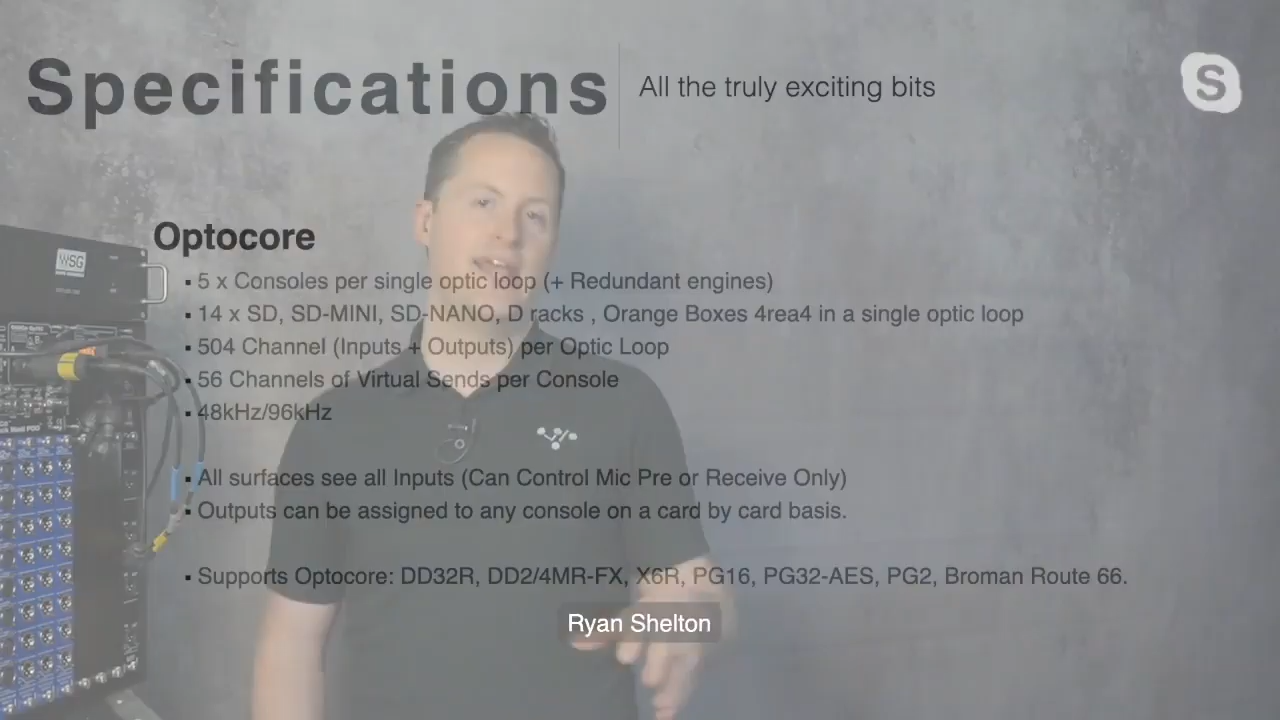 Specifications
All the truly exciting bits
S
Optocore
WSG
▪ 5 x Consoles per single optic loop (+ Redundant engines)
▪ 14 x SD, SD-MINI, SD-NANO, D racks , Orange Boxes 4rea4 in a single optic loop
▪ 504 Channel (Inputs + Outputs) per Optic Loop
▪ 56 Channels of Virtual Sends per Console
▪ 48kHz/96kHz
▪ All surfaces see all Inputs (Can Control Mic Pre or Receive Only)
▪ Outputs can be assigned to any console on a card by card basis.
▪ Supports Optocore: DD32R, DD2/4MR-FX, X6R, PG16, PG32-AES, PG2, Broman Route 66.
Ryan Shelton